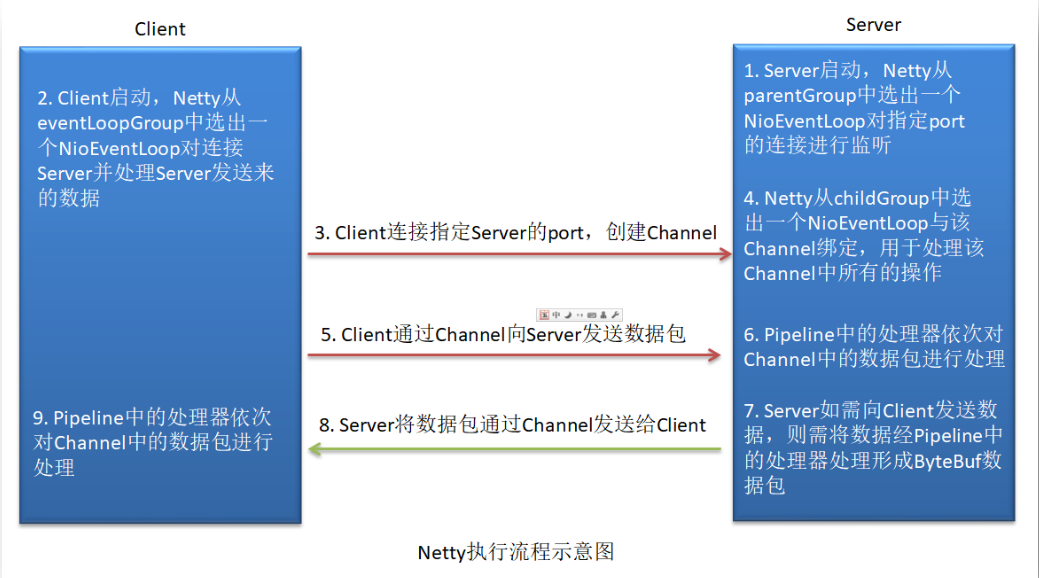 Client
Server
1. Server启动，Netty从
parentGroup中选出一个
NioEventLoop对指定port
的连接进行监听
2. Client启动，Netty从
eventLoopGroup中选出一
个NioEventLoop对连接
Server并处理Server发送来
的数据
3. Client连接指定Server的port，创建Channel
4. Netty从childGroup中选
出一个NioEventLoop与该
Channel绑定，用于处理该
Channel中所有的操作
中
5. Client通过Channel向Server发送数据包
6. Pipeline中的处理器依次对
Channel中的数据包进行处理
7. Server如需向Client发送数
据，则需将数据经Pipeline中
的处理器处理形成ByteBuf数
据包
8. Server将数据包通过Channel发送给Client
9. Pipeline中的处理器依次
对Channel中的数据包进行
处理
Netty执行流程示意图